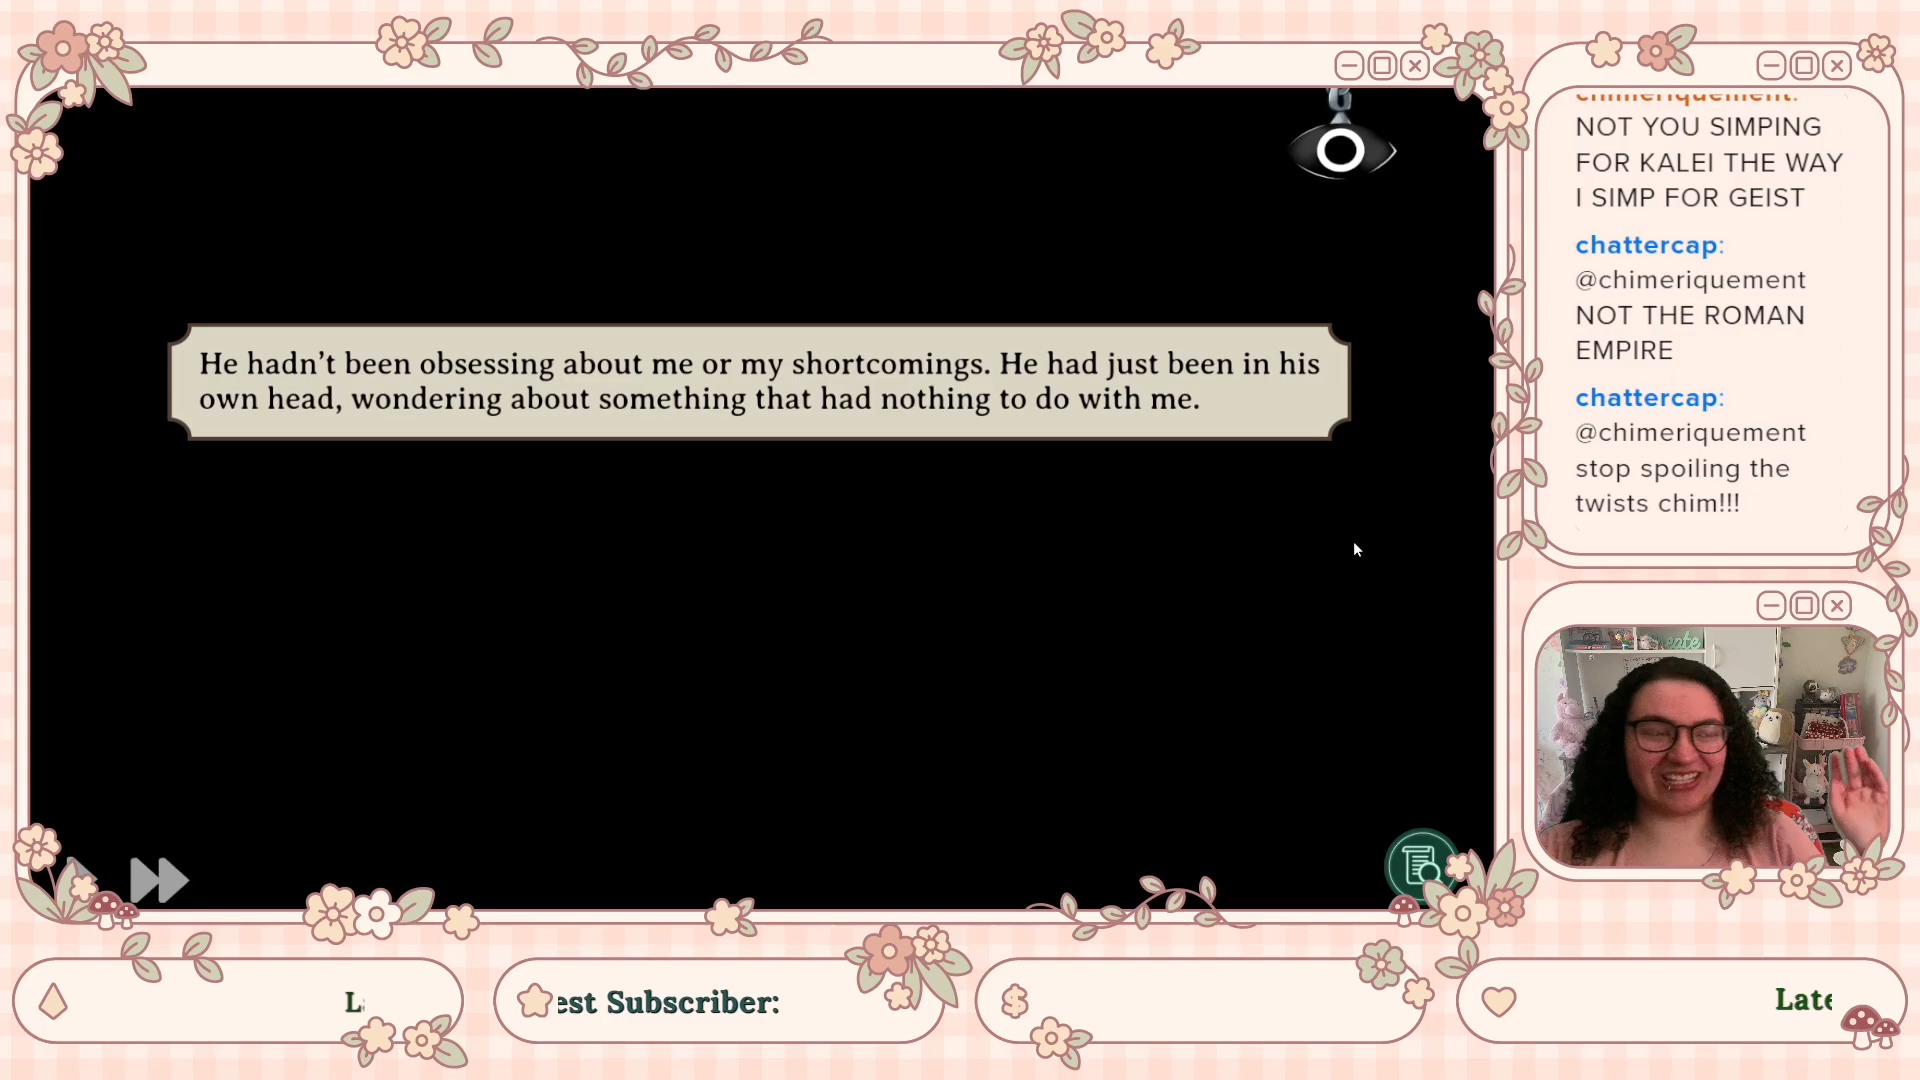 He hadn’t been obsessing about me or my shortcomings. He had just been in his
own head, wondering about something that had nothing to do with me.
chimeriquement:
NOT YOU SIMPING
FOR KALEI THE WAY
I SIMP FOR GEIST
chattercap:
@chimeriquement
NOT THE ROMAN
EMPIRE
chattercap:
@chimeriquement
stop spoiling the
twists chim!!!
est Subscriber:
Late